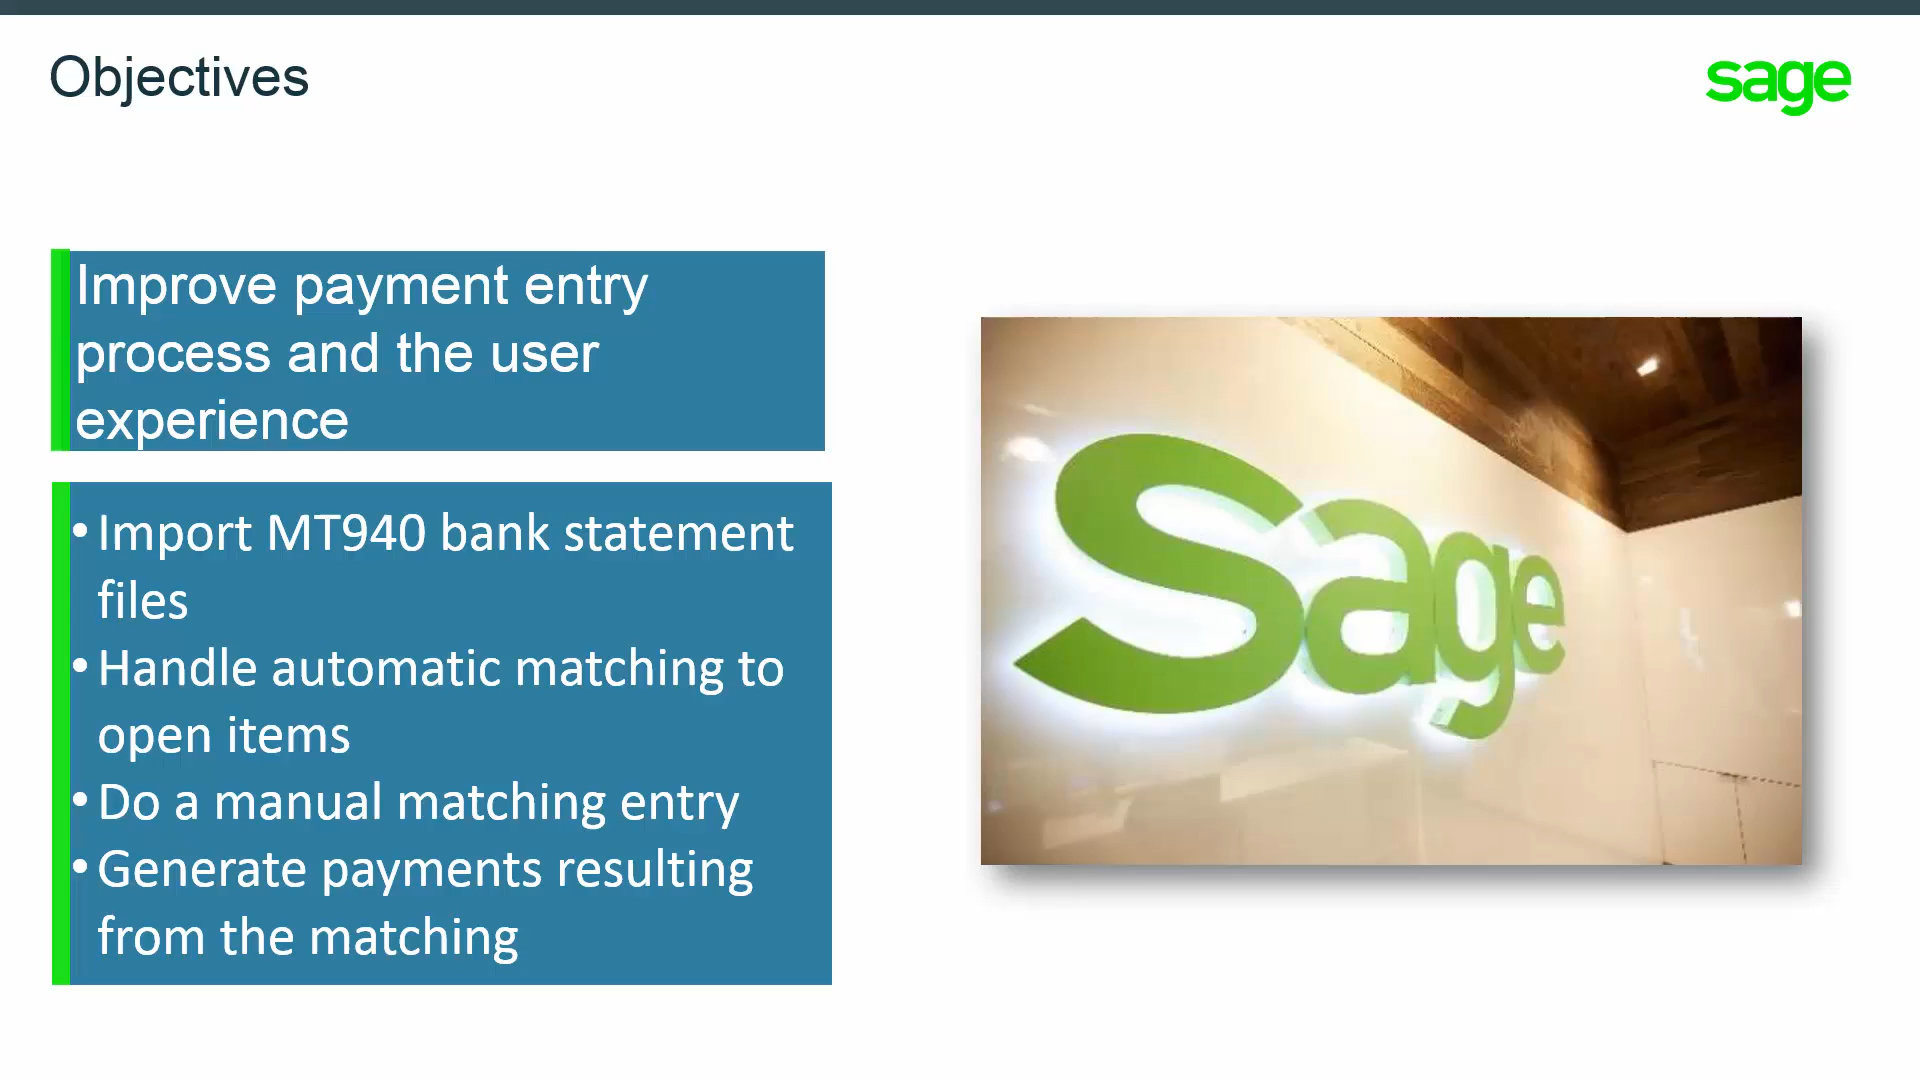 Objectives
sage
Improve payment entry
process and the user
experience
• Import MT940 bank statement
files
• Handle automatic matching to
open items
• Do a manual matching entry
• Generate payments resulting
from the matching
sage